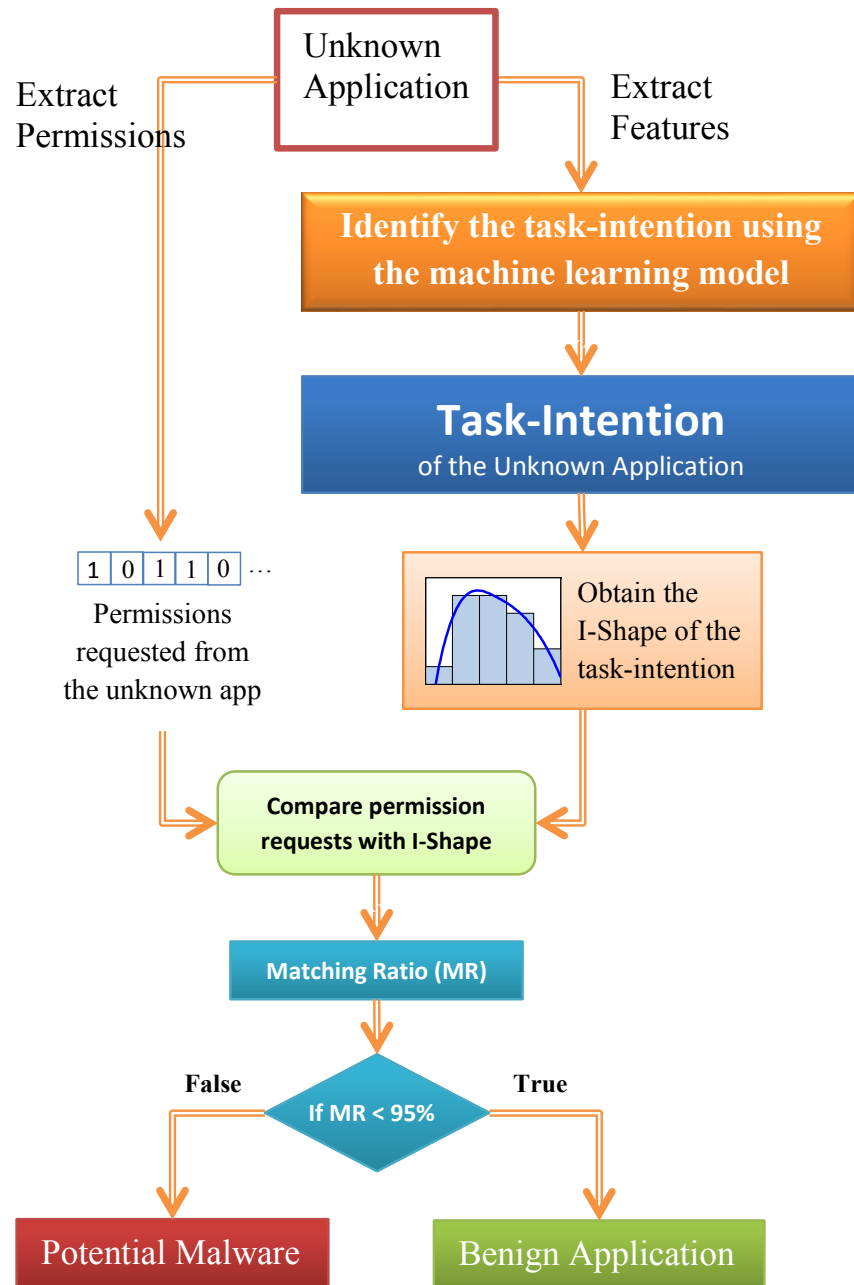 Unknown
Application
Extract
Permissions
Extract
Features
Identify the task-intention using
the machine learning model
Task-Intention
of the Unknown Application
1 0 1 1 0 ...
Permissions
requested from
the unknown app
Obtain the
I-Shape of the
task-intention
Compare permission
requests with I-Shape
Matching Ratio (MR)
False
True
If MR < 95%
Potential Malware
Benign Application